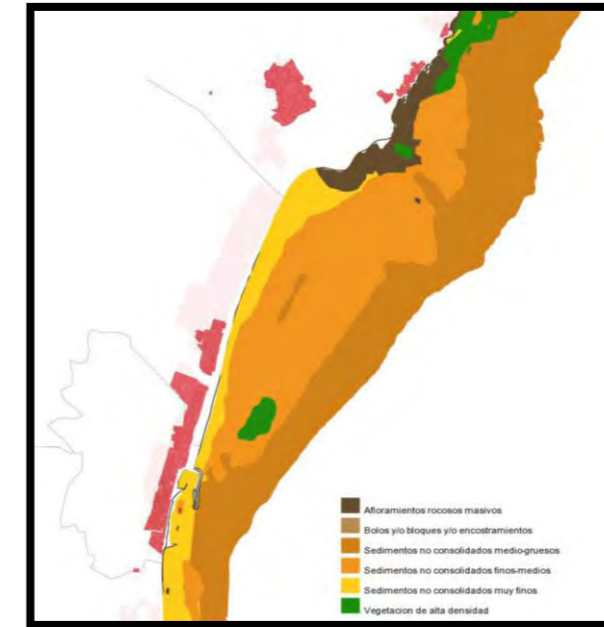 Afloramientos rocosos masivos
Bolos y/o bloques y/o encostramientos
Sedimentos no consolidados medio-gruesos
Sedimentos no consolidados finos-medios
Sedimentos no consolidados muy finos
Vegetacion de alta densidad